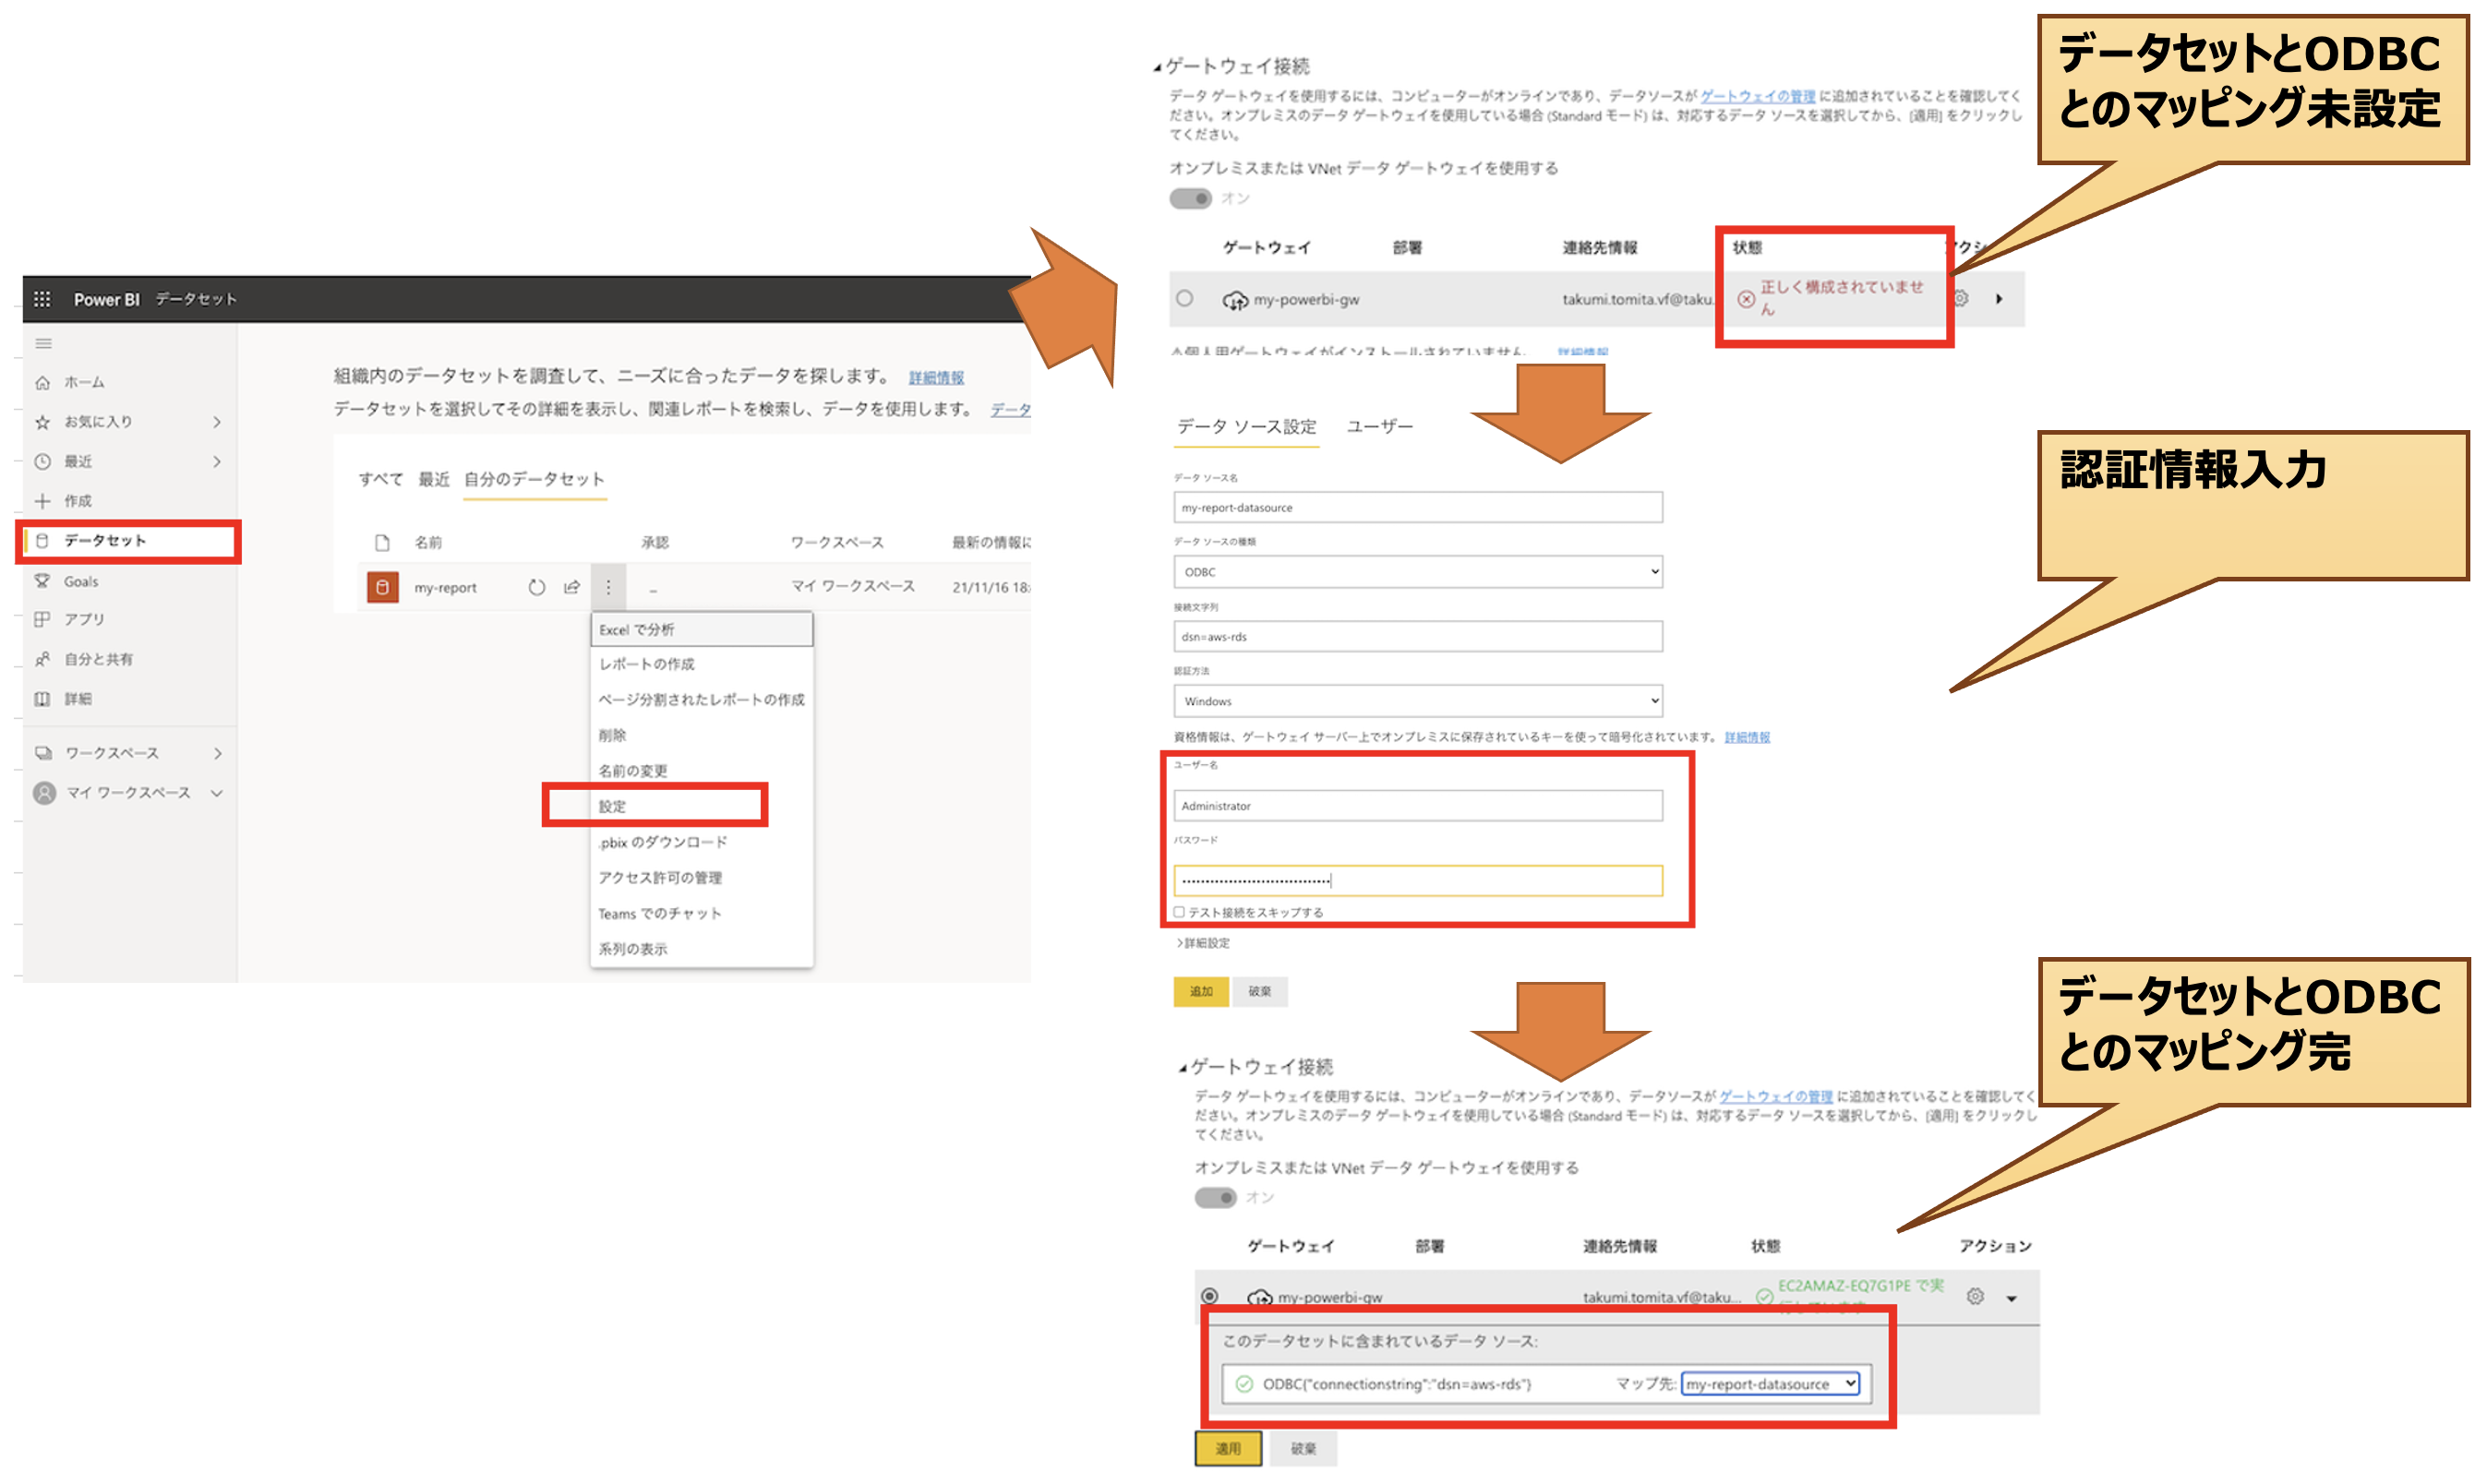 Power BI データセット
ホーム
お気に入り
最近
作成
データセット
Goals
アプリ
自分と共有
詳細
ワークスペース
マイ ワークスペース
組織内のデータセットを調査して、ニーズに合ったデータを探します。 詳細情報
データセットを選択してその詳細を表示し、関連レポートを検索し、データを使用します。 データ
すべて 最近 自分のデータセット
名前 承認 ワークスペース 最新の情報に
my-report – マイ ワークスペース 21/11/16 18:
Excel で分析
レポートの作成
ページ分割されたレポートの作成
削除
名前の変更
設定
.pbix のダウンロード
アクセス許可の管理
Teams でのチャット
系列の表示
ゲートウェイ接続
データ ゲートウェイを使用するには、コンピューターがオンラインであり、データソースが ゲートウェイの管理 に追加されていることを確認してく
ださい。オンプレミスのデータ ゲートウェイを使用している場合 (Standard モード) は、対応するデータ ソースを選択してから、[適用] をクリックし
てください。
オンプレミスまたは VNet データ ゲートウェイを使用する
オン
ゲートウェイ 部署 連絡先情報 状態 アクシ
my-powerbi-gw takumi.tomita.vf@taku... 正しく構成されていませ
ん
個人用ゲートウェイがインストールされていません 詳細情報
データセットとODBC
とのマッピング未設定
データ ソース設定 ユーザー
データ ソース名
my-report-datasource
データ ソースの種類
ODBC
接続文字列
dsn=aws-rds
認証方法
Windows
資格情報は、ゲートウェイ サーバー上でオンプレミスに保存されているキーを使って暗号化されています。 詳細情報
ユーザー名
Administrator
パスワード
テスト接続をスキップする
>詳細設定
追加 破棄
認証情報入力
ゲートウェイ接続
データ ゲートウェイを使用するには、コンピューターがオンラインであり、データソースが ゲートウェイの管理 に追加されていることを確認してく
ださい。オンプレミスのデータ ゲートウェイを使用している場合 (Standard モード) は、対応するデータ ソースを選択してから、[適用] をクリックし
てください。
オンプレミスまたは VNet データ ゲートウェイを使用する
オン
ゲートウェイ 部署 連絡先情報 状態 アクション
my-powerbi-gw takumi.tomita.vf@taku... EC2AMAZ-EQ7G1PE で実
行しています
このデータセットに含まれているデータ ソース:
ODBC{"connectionstring":"dsn=aws-rds"} マップ先: my-report-datasource
適用 破棄
データセットとODBC
とのマッピング完